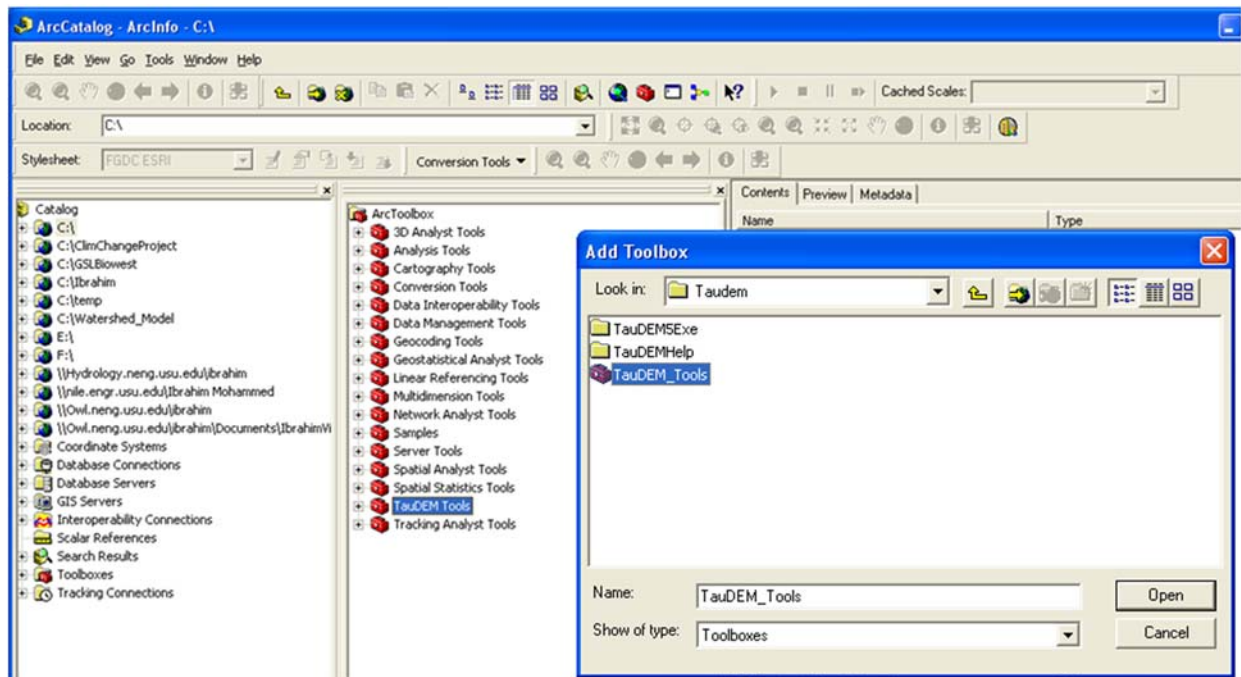 ArcCatalog - ArcInfo - C:\
File Edit View Go Tools Window Help
Cached Scales:
Location: C:\
Stylesheet: FGDC ESRI Conversion Tools
Catalog
C:\
C:\ClimChangeProject
C:\GSLBiowest
C:\Ibrahim
C:\temp
C:\Watershed_Model
E:\
F:\
\\Hydrology.neng.usu.edu\ibrahim
\\nile.engr.usu.edu\Ibrahim Mohammed
\\Owl.neng.usu.edu\ibrahim
\\Owl.neng.usu.edu\ibrahim\Documents\IbrahimVi
Coordinate Systems
Database Connections
Database Servers
GIS Servers
Interoperability Connections
Scalar References
Search Results
Toolboxes
Tracking Connections
ArcToolbox
3D Analyst Tools
Analysis Tools
Cartography Tools
Conversion Tools
Data Interoperability Tools
Data Management Tools
Geocoding Tools
Geostatistical Analyst Tools
Linear Referencing Tools
Multidimension Tools
Network Analyst Tools
Samples
Server Tools
Spatial Analyst Tools
Spatial Statistics Tools
TauDEM Tools
Tracking Analyst Tools
Contents Preview Metadata
Name Type
Add Toolbox
Look in: Taudem
TauDEM5Exe
TauDEMHelp
TauDEM_Tools
Name: TauDEM_Tools Open
Show of type: Toolboxes Cancel